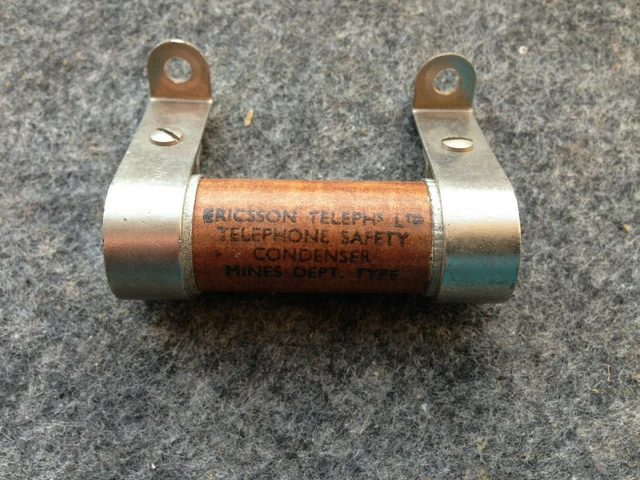 ERICSSON TELEPHS LTD
TELEPHONE SAFETY
CONDENSER
MINES DEPT. TYPE